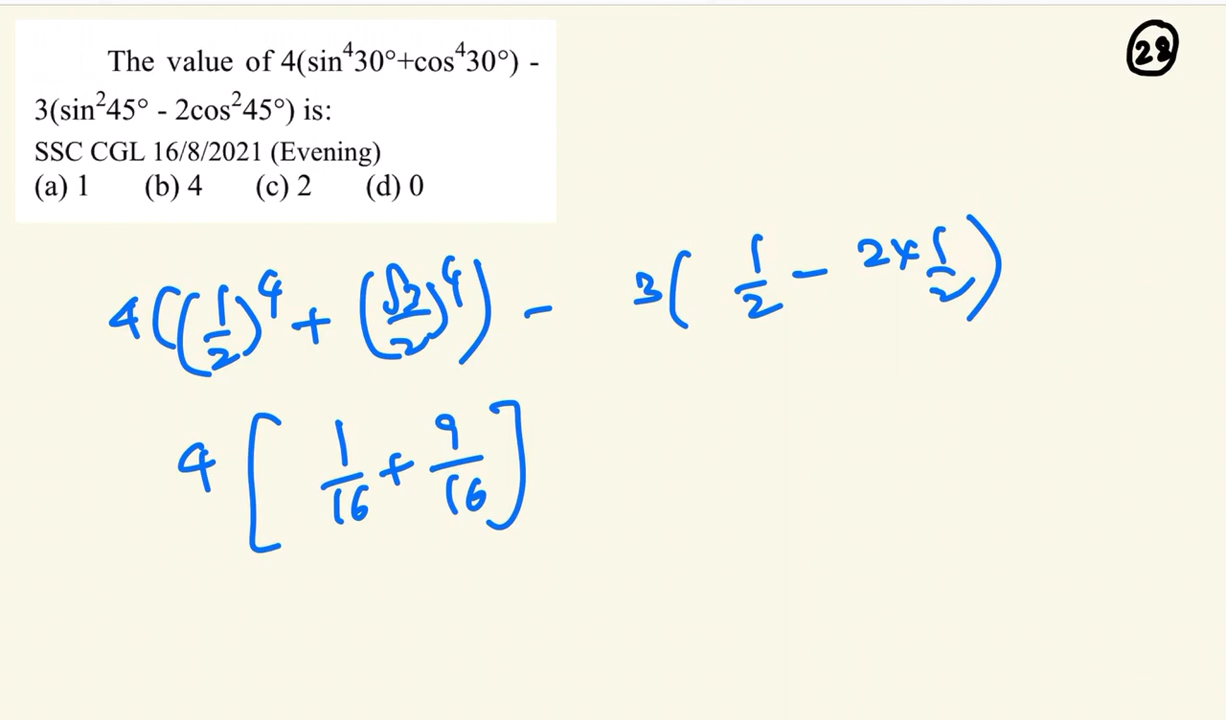 28
The value of 4(sin⁴30°+cos⁴30°) -
3(sin²45° - 2cos²45°) is:
SSC CGL 16/8/2021 (Evening)
(a) 1 (b) 4 (c) 2 (d) 0
4((1/2)⁴ + (√3/2)⁴) - 3(1/2 - 2×1/2)
4[1/16 + 9/16]